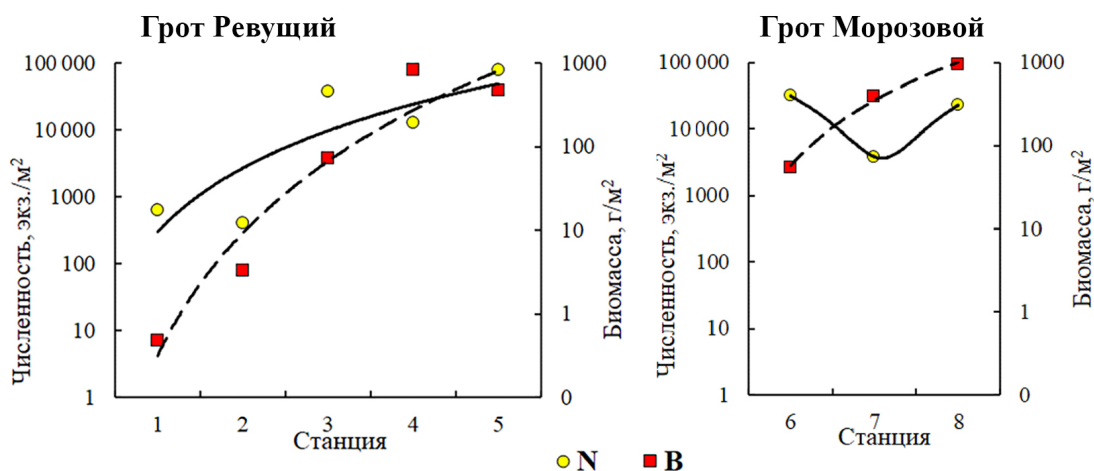 Грот Ревущий
Грот Морозовой
100 000
10 000
1000
100
10
1
Численность, экз./м²
1000
100
10
1
0
Биомасса, г/м²
1 2 3 4 5
Станция
100 000
10 000
1000
100
10
1
Численность, экз./м²
1000
100
10
1
0
Биомасса, г/м²
6 7 8
Станция
N B